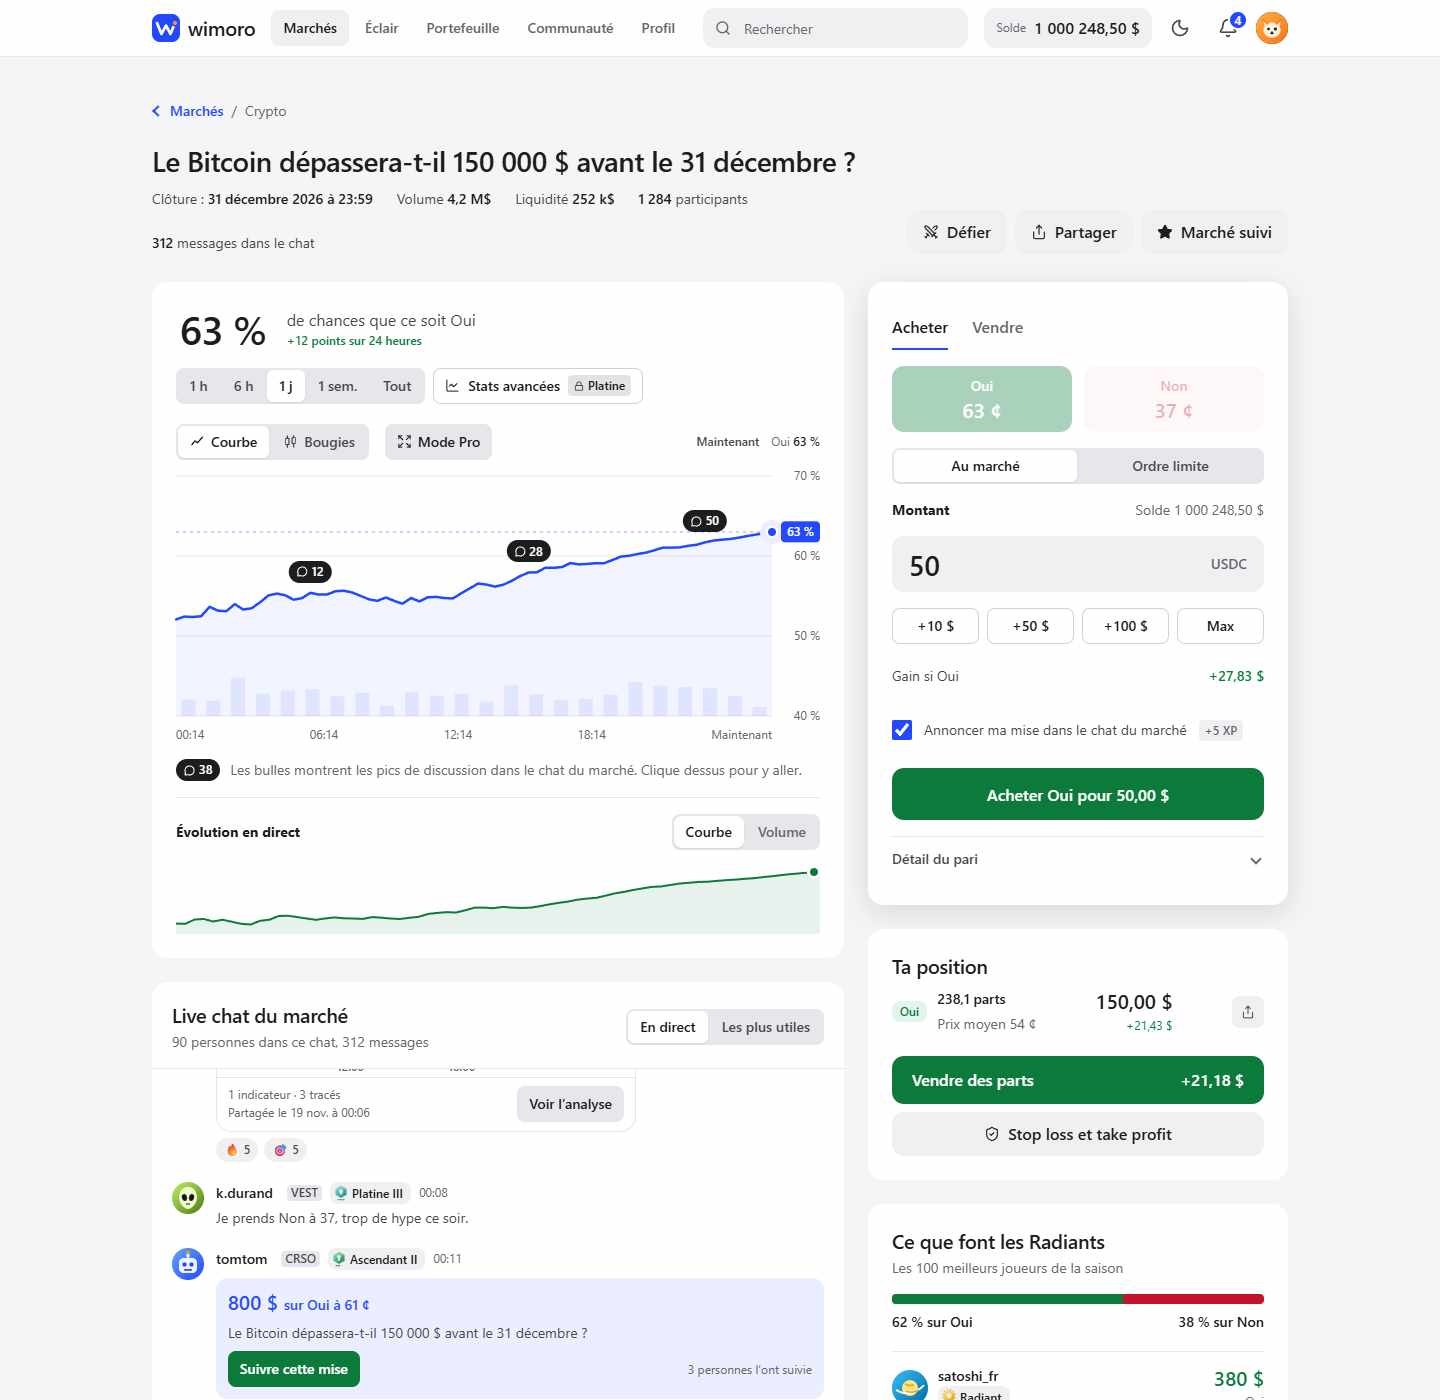 wimoro
Marchés
Éclair
Portefeuille
Communauté
Profil
Rechercher
Solde 1 000 248,50 $
4
Marchés / Crypto
Le Bitcoin dépassera-t-il 150 000 $ avant le 31 décembre ?
Clôture : 31 décembre 2026 à 23:59 Volume 4,2 M$ Liquidité 252 k$ 1 284 participants
312 messages dans le chat
Défier
Partager
Marché suivi
63 %
de chances que ce soit Oui
+12 points sur 24 heures
1 h 6 h 1 j 1 sem. Tout
Stats avancées Platine
Courbe Bougies
Mode Pro
Maintenant Oui 63 %
70 %
50
63 %
28
60 %
12
50 %
40 %
00:14 06:14 12:14 18:14 Maintenant
38 Les bulles montrent les pics de discussion dans le chat du marché. Clique dessus pour y aller.
Évolution en direct
Courbe Volume
Live chat du marché
90 personnes dans ce chat, 312 messages
En direct Les plus utiles
1 indicateur · 3 tracés
Partagée le 19 nov. à 00:06
Voir l'analyse
5 5
k.durand VEST Platine III 00:08
Je prends Non à 37, trop de hype ce soir.
tomtom CRSO Ascendant II 00:11
800 $ sur Oui à 61 ¢
Le Bitcoin dépassera-t-il 150 000 $ avant le 31 décembre ?
Suivre cette mise
3 personnes l'ont suivie
Acheter Vendre
Oui
63 ¢
Non
37 ¢
Au marché Ordre limite
Montant Solde 1 000 248,50 $
50 USDC
+10 $ +50 $ +100 $ Max
Gain si Oui +27,83 $
Annoncer ma mise dans le chat du marché +5 XP
Acheter Oui pour 50,00 $
Détail du pari
Ta position
Oui
238,1 parts
Prix moyen 54 ¢
150,00 $
+21,43 $
Vendre des parts +21,18 $
Stop loss et take profit
Ce que font les Radiants
Les 100 meilleurs joueurs de la saison
62 % sur Oui 38 % sur Non
satoshi_fr 380 $
Radiant